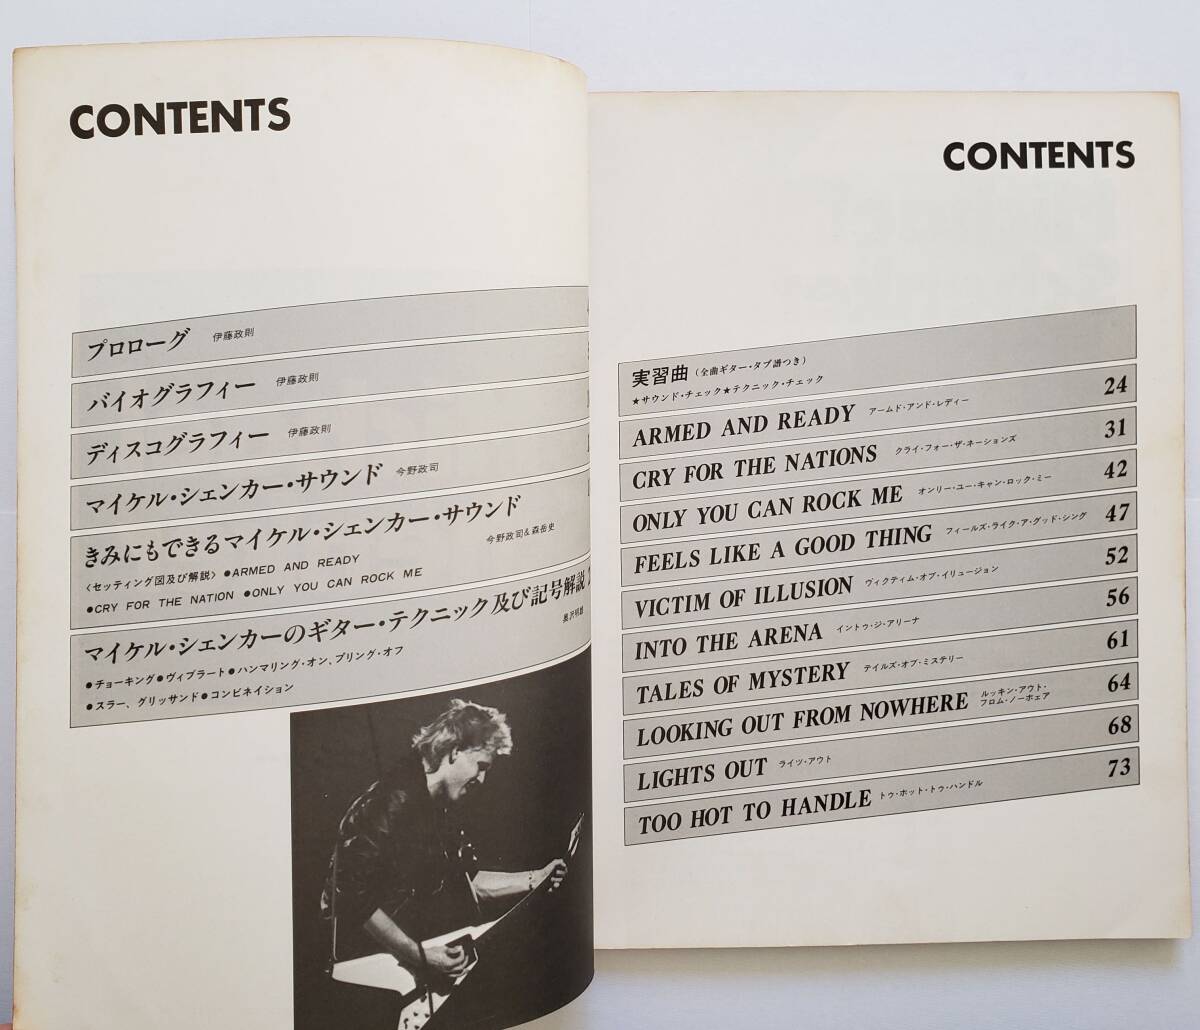 CONTENTS
プロローグ 伊藤政則
バイオグラフィー 伊藤政則
ディスコグラフィー 伊藤政則
マイケル・シェンカー・サウンド 今野政司
きみにもできるマイケル・シェンカー・サウンド
今野政司&森岳史
〈セッティング図及び解説〉●ARMED AND READY
●CRY FOR THE NATION ●ONLY YOU CAN ROCK ME
マイケル・シェンカーのギター・テクニック及び記号解説
●チョーキング●ヴィブラート●ハンマリング・オン、プリング・オフ
●スラー、グリッサンド●コンビネイション
CONTENTS
実習曲(全曲ギター・タブ譜つき)
★サウンド・チェック★テクニック・チェック
ARMED AND READY アームド・アンド・レディー 24
CRY FOR THE NATIONS クライ・フォー・ザ・ネーションズ 31
ONLY YOU CAN ROCK ME オンリー・ユー・キャン・ロック・ミー 42
FEELS LIKE A GOOD THING フィールズ・ライク・ア・グッド・シング 47
VICTIM OF ILLUSION ヴィクティム・オブ・イリュージョン 52
INTO THE ARENA イントゥ・ジ・アリーナ 56
TALES OF MYSTERY テイルズ・オブ・ミステリー 61
LOOKING OUT FROM NOWHERE ルッキン・アウト・フロム・ノーホェア 64
LIGHTS OUT ライツ・アウト 68
TOO HOT TO HANDLE トゥ・ホット・トゥ・ハンドル 73